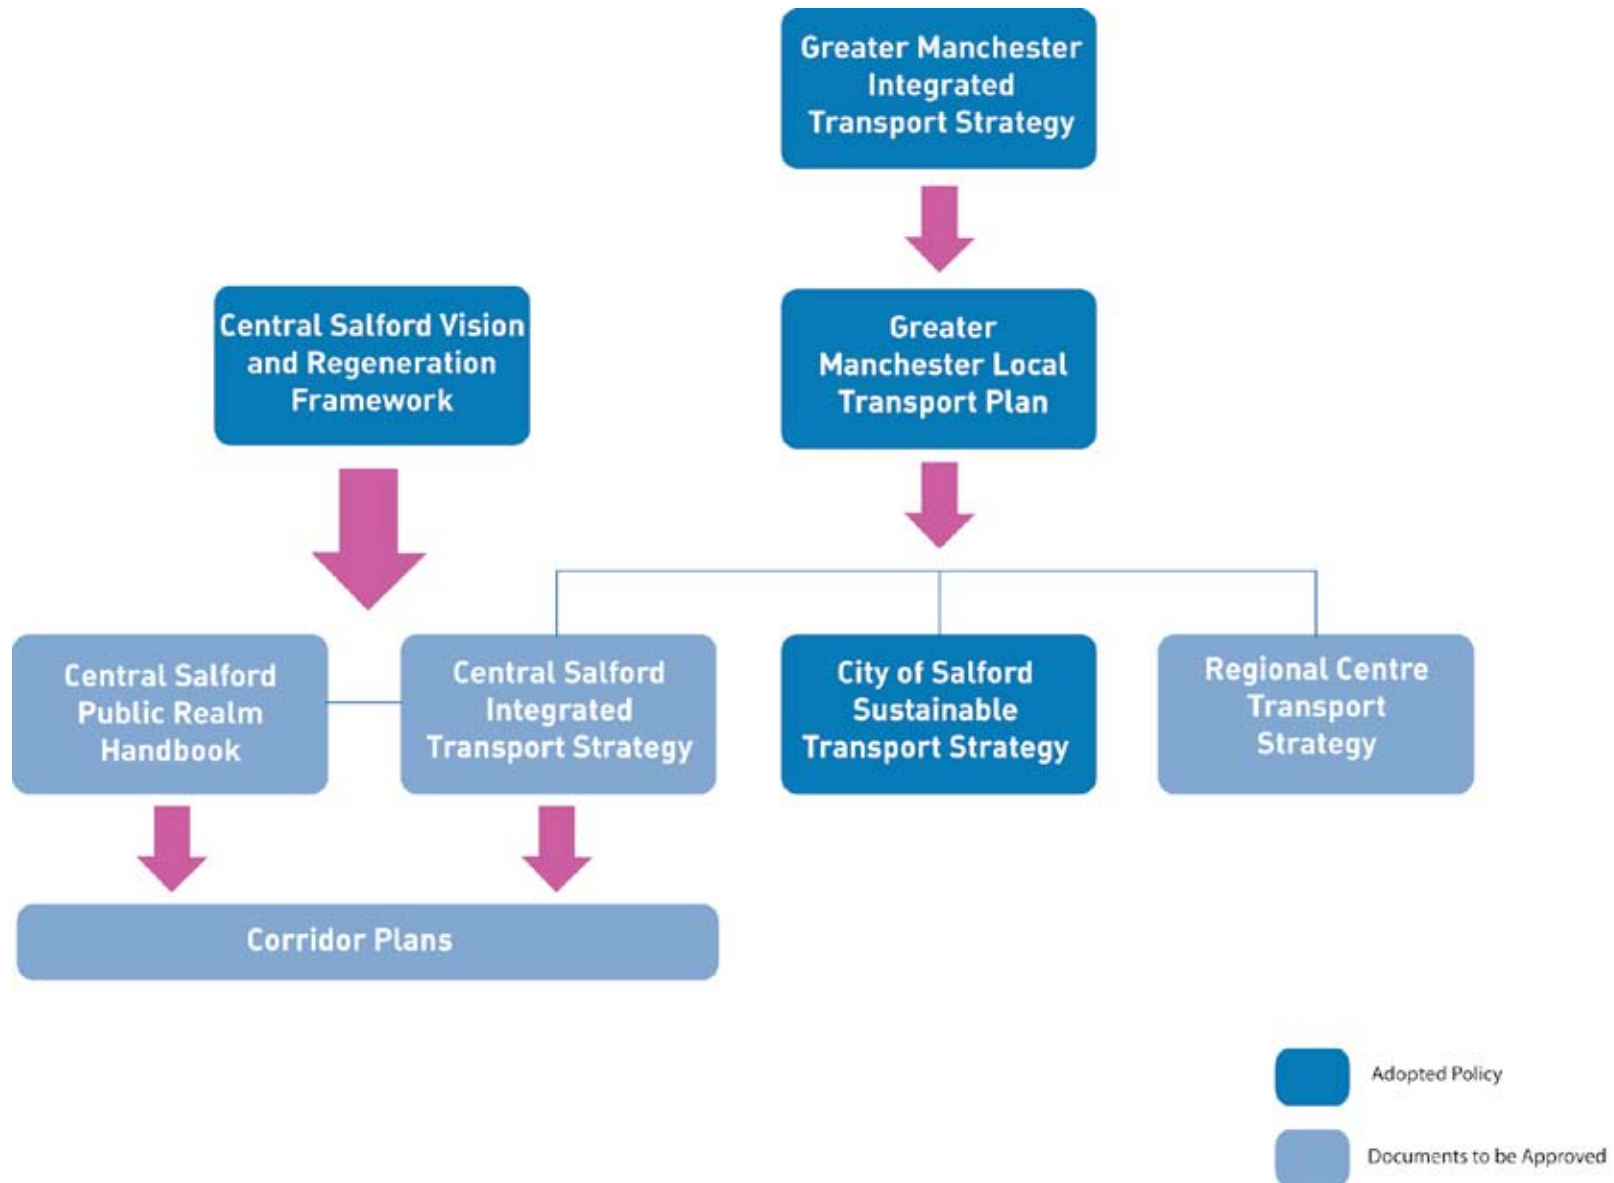 Greater Manchester
Integrated
Transport Strategy
Central Salford Vision
and Regeneration
Framework
Greater
Manchester Local
Transport Plan
Central Salford
Public Realm
Handbook
Central Salford
Integrated
Transport Strategy
City of Salford
Sustainable
Transport Strategy
Regional Centre
Transport
Strategy
Corridor Plans
Adopted Policy
Documents to be Approved